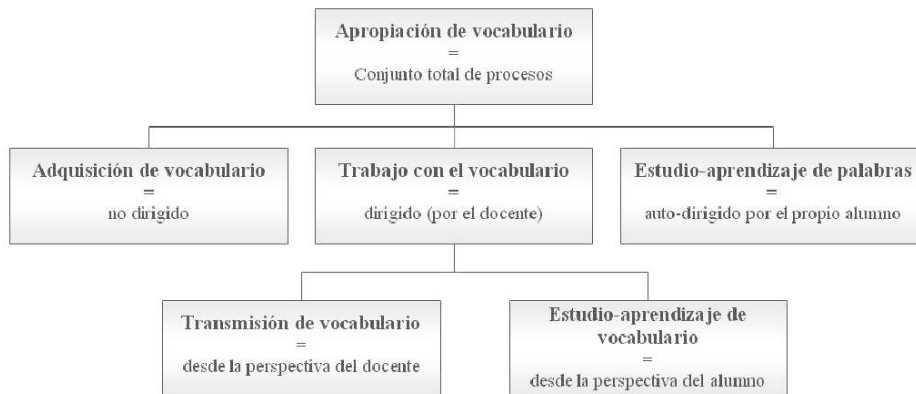 Apropiación de vocabulario
=
Conjunto total de procesos
Adquisición de vocabulario
=
no dirigido
Trabajo con el vocabulario
=
dirigido (por el docente)
Estudio-aprendizaje de palabras
=
auto-dirigido por el propio alumno
Transmisión de vocabulario
=
desde la perspectiva del docente
Estudio-aprendizaje de
vocabulario
=
desde la perspectiva del alumno